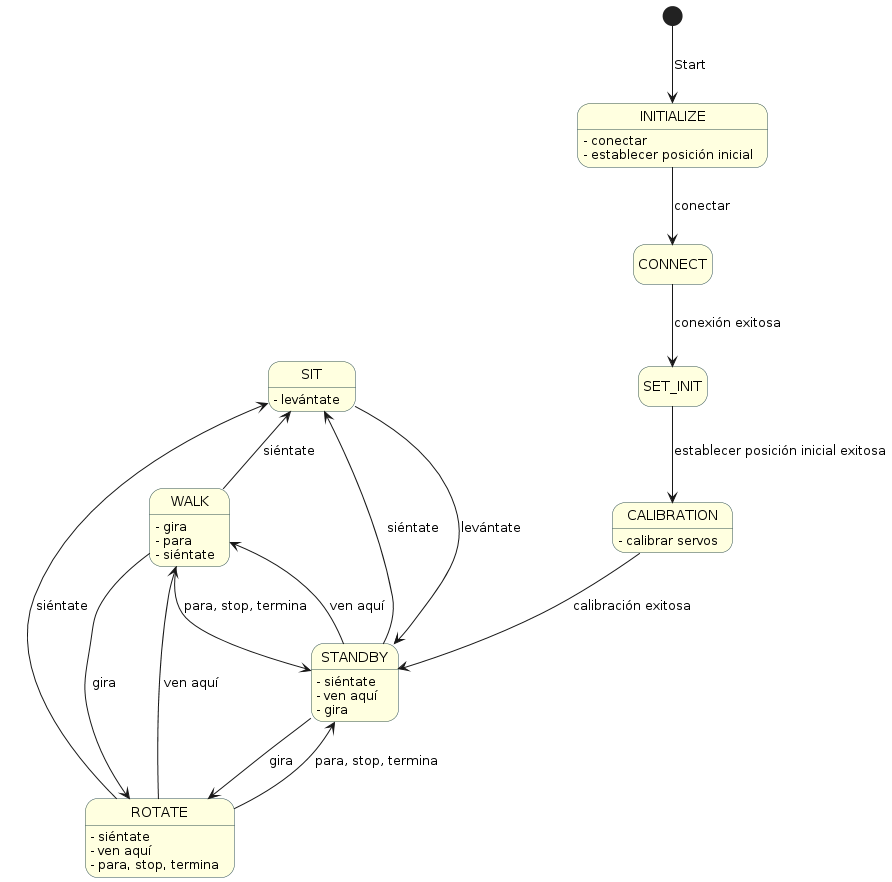 Start
INITIALIZE
- conectar
- establecer posición inicial
conectar
CONNECT
conexión exitosa
SET_INIT
establecer posición inicial exitosa
CALIBRATION
- calibrar servos
calibración exitosa
SIT
- levántate
siéntate
WALK
- gira
- para
- siéntate
siéntate
levántate
siéntate
para, stop, termina
ven aquí
gira
ven aquí
STANDBY
- siéntate
- ven aquí
- gira
gira
para, stop, termina
ROTATE
- siéntate
- ven aquí
- para, stop, termina